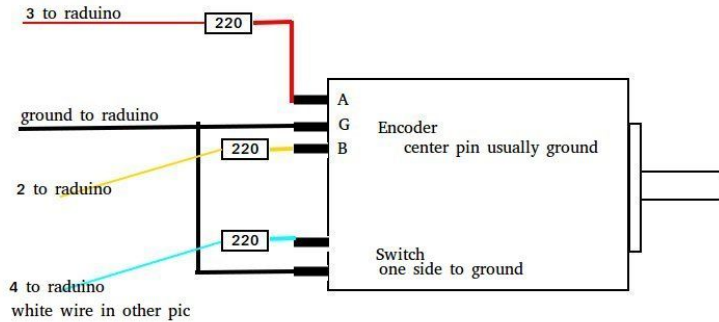 3 to raduino
220
A
ground to raduino
G
Encoder
center pin usually ground
220
B
2 to raduino
220
Switch
one side to ground
4 to raduino
white wire in other pic